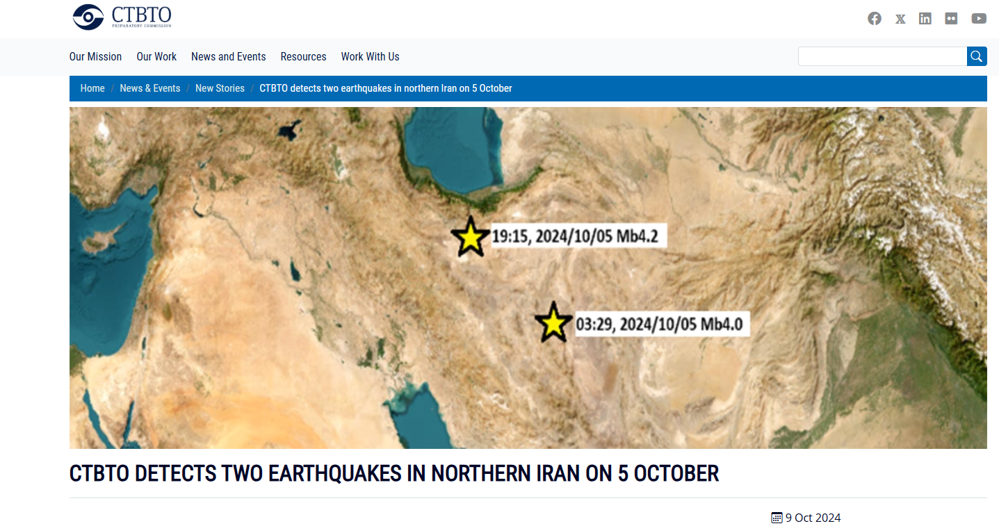 CTBTO
PREPARATORY COMMISSION
Our Mission Our Work News and Events Resources Work With Us
Home / News & Events / New Stories / CTBTO detects two earthquakes in northern Iran on 5 October
19:15, 2024/10/05 Mb4.2
03:29, 2024/10/05 Mb4.0
CTBTO DETECTS TWO EARTHQUAKES IN NORTHERN IRAN ON 5 OCTOBER
9 Oct 2024